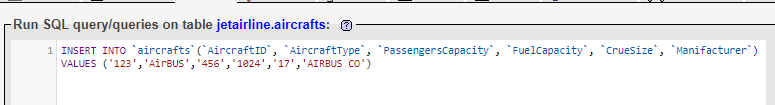 Run SQL query/queries on table jetairline.aircrafts:
1 INSERT INTO `aircrafts`(`AircraftID`, `AircraftType`, `PassengersCapacity`, `FuelCapacity`, `CrueSize`, `Manifacturer`)
VALUES ('123','AirBUS','456','1024','17','AIRBUS CO')